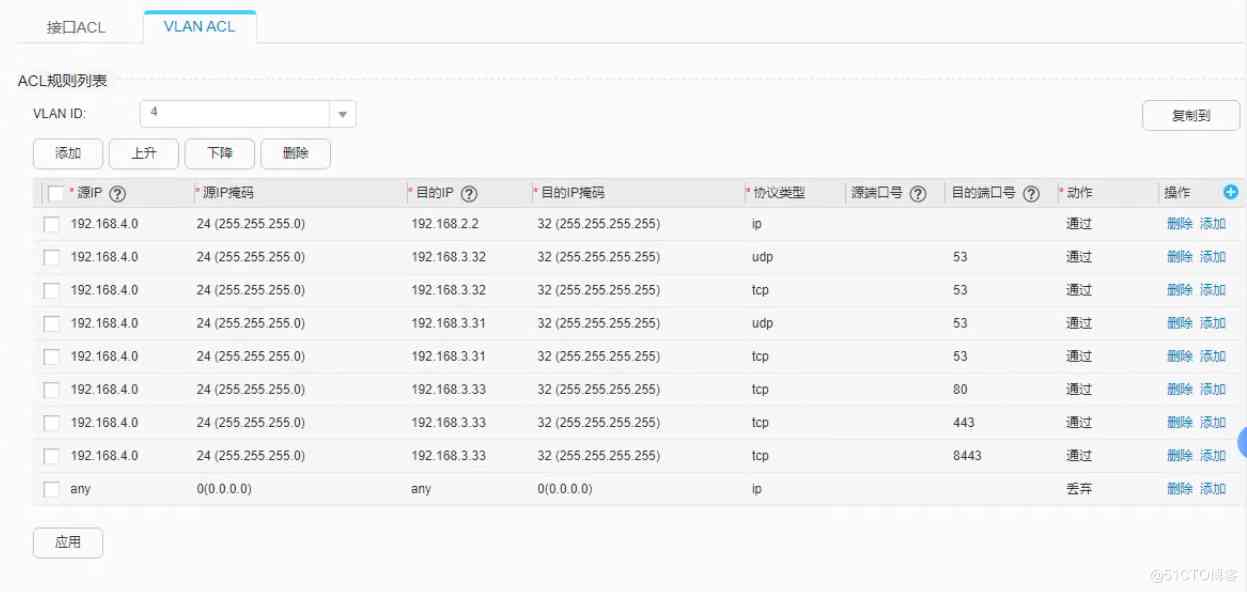 接口ACL VLAN ACL
ACL规则列表
VLAN ID: 4 复制到
添加 上升 下降 删除
* 源IP ? * 源IP掩码 * 目的IP ? * 目的IP掩码 * 协议类型 源端口号 ? 目的端口号 ? * 动作 操作
192.168.4.0 24 (255.255.255.0) 192.168.2.2 32 (255.255.255.255) ip 通过 删除 添加
192.168.4.0 24 (255.255.255.0) 192.168.3.32 32 (255.255.255.255) udp 53 通过 删除 添加
192.168.4.0 24 (255.255.255.0) 192.168.3.32 32 (255.255.255.255) tcp 53 通过 删除 添加
192.168.4.0 24 (255.255.255.0) 192.168.3.31 32 (255.255.255.255) udp 53 通过 删除 添加
192.168.4.0 24 (255.255.255.0) 192.168.3.31 32 (255.255.255.255) tcp 53 通过 删除 添加
192.168.4.0 24 (255.255.255.0) 192.168.3.33 32 (255.255.255.255) tcp 80 通过 删除 添加
192.168.4.0 24 (255.255.255.0) 192.168.3.33 32 (255.255.255.255) tcp 443 通过 删除 添加
192.168.4.0 24 (255.255.255.0) 192.168.3.33 32 (255.255.255.255) tcp 8443 通过 删除 添加
any 0(0.0.0.0) any 0(0.0.0.0) ip 丢弃 删除 添加
应用
@51CTO博客